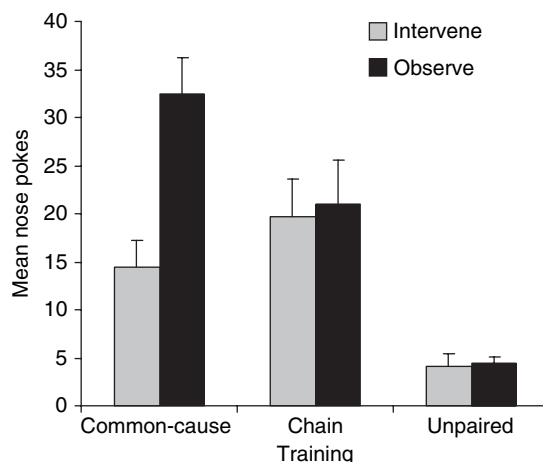 40
35
30
25
20
15
10
5
0
Mean nose pokes
Intervene
Observe
Common-cause
Chain
Unpaired
Training